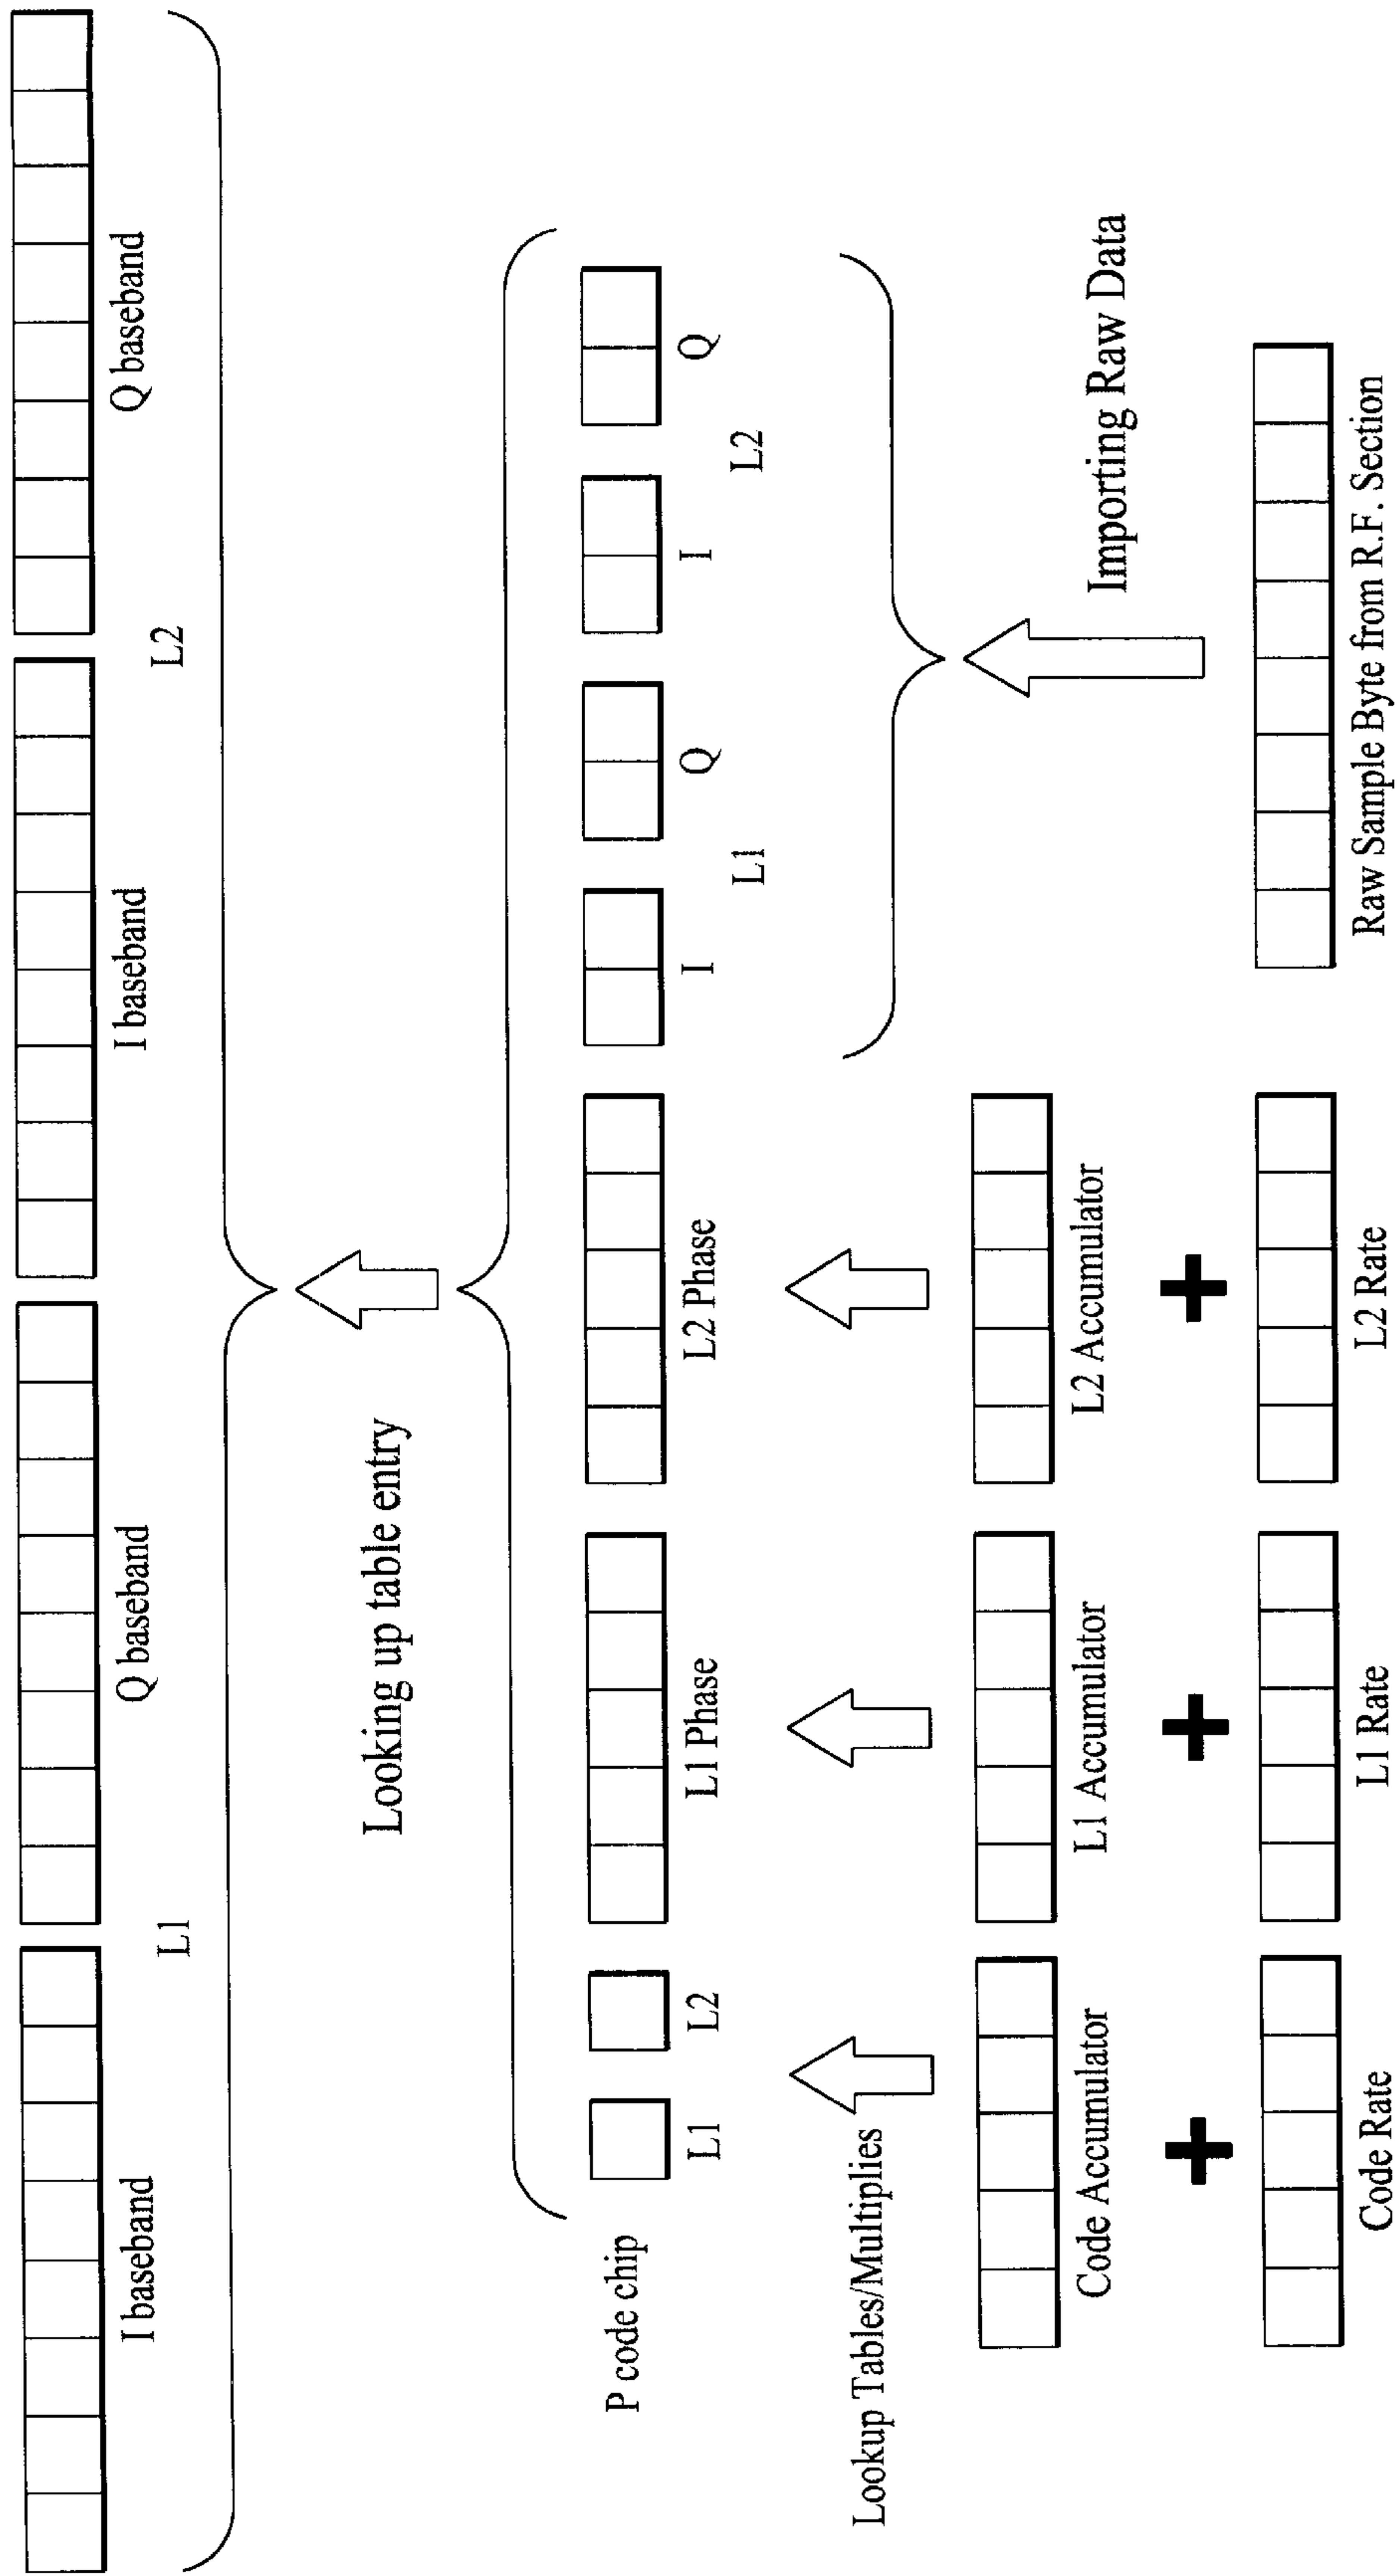 I baseband
Q baseband
I baseband
Q baseband
L1
L2
Looking up table entry
P code chip
L1
L2
L1 Phase
L2 Phase
I
Q
I
Q
L1
L2
Lookup Tables/Multiplies
Importing Raw Data
Code Accumulator
L1 Accumulator
L2 Accumulator
+
+
+
Code Rate
L1 Rate
L2 Rate
Raw Sample Byte from R.F. Section